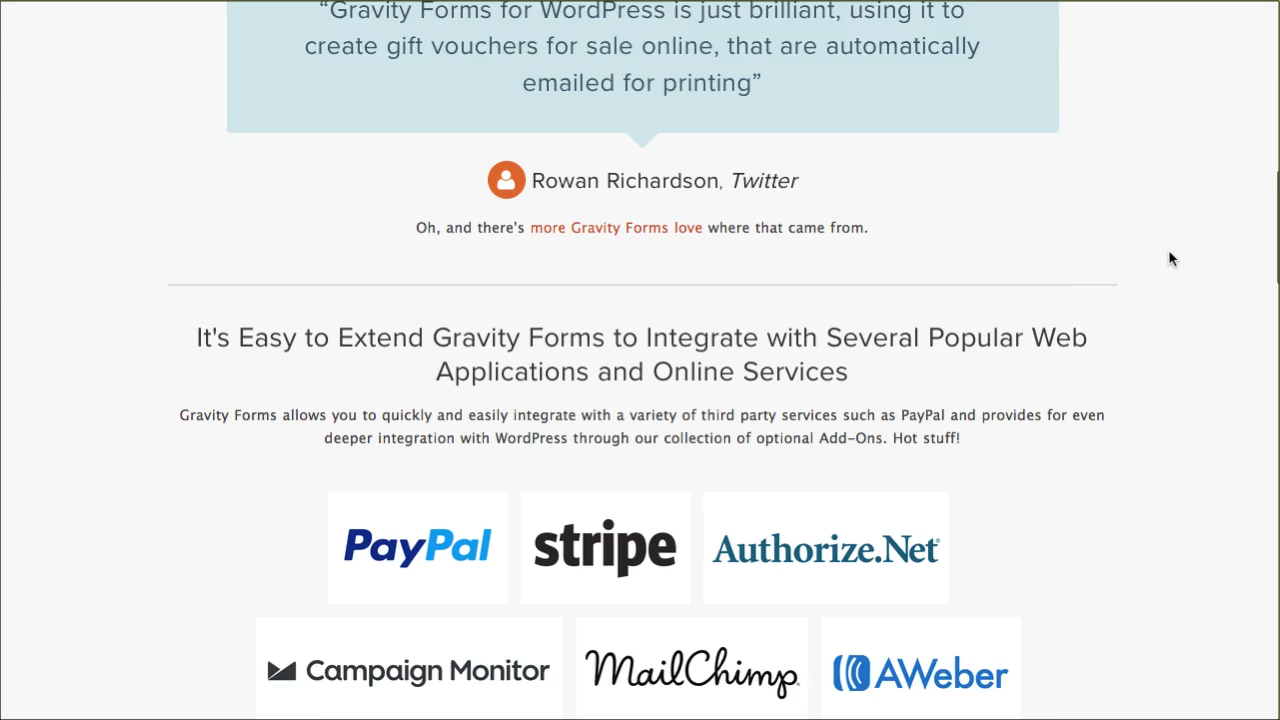 “Gravity Forms for WordPress is just brilliant, using it to
create gift vouchers for sale online, that are automatically
emailed for printing”
Rowan Richardson, Twitter
Oh, and there's more Gravity Forms love where that came from.
It's Easy to Extend Gravity Forms to Integrate with Several Popular Web
Applications and Online Services
Gravity Forms allows you to quickly and easily integrate with a variety of third party services such as PayPal and provides for even
deeper integration with WordPress through our collection of optional Add-Ons. Hot stuff!
PayPal stripe Authorize.Net
Campaign Monitor MailChimp AWeber